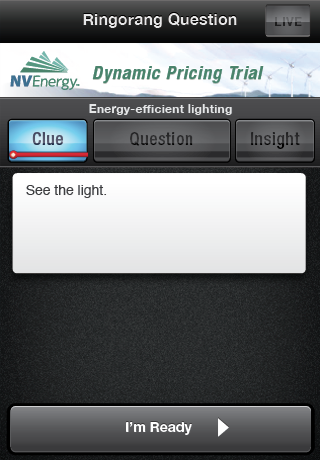 Ringorang Question
LIVE
NVEnergy
Dynamic Pricing Trial
Energy-efficient lighting
Clue
Question
Insight
See the light.
I'm Ready